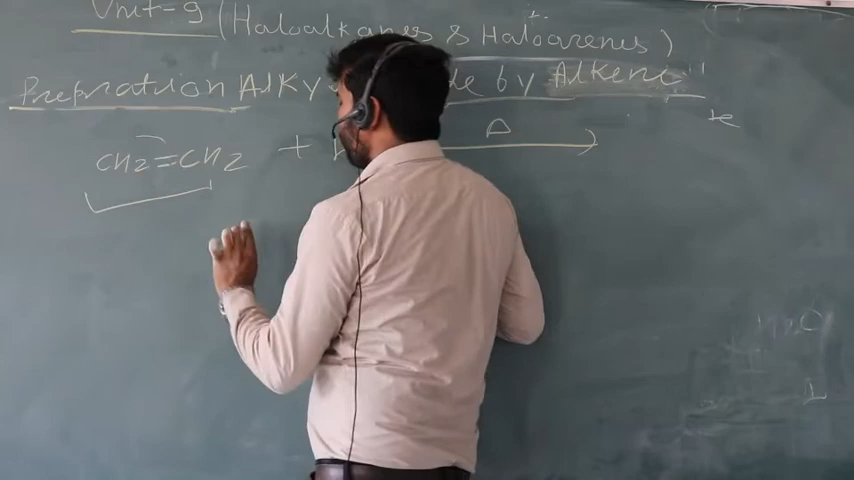 Unit-9 (Haloalkanes & Haloarenes)
Prepration Alky by Alkene"
CH2=CH2 + Δ